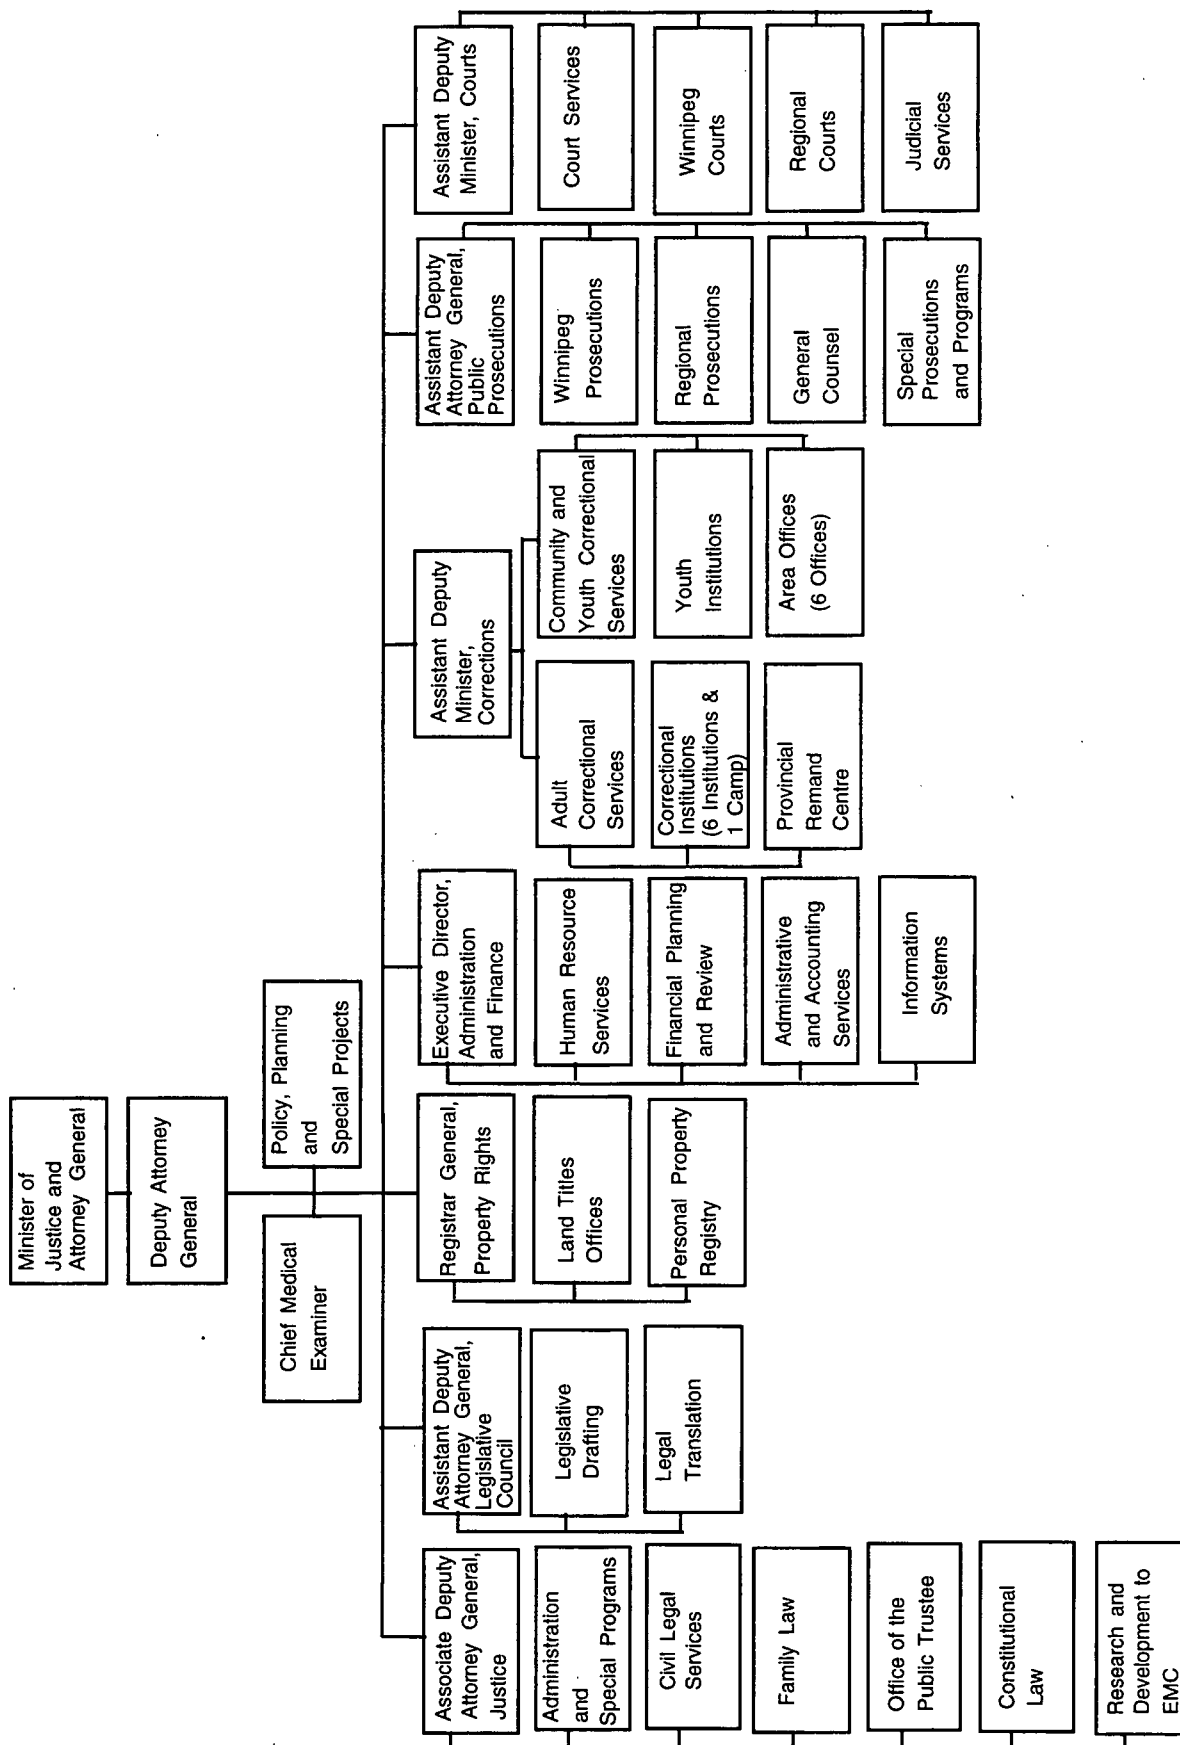 Minister of
Justice and
Attorney General
Deputy Attorney
General
Chief Medical
Examiner
Policy, Planning
and
Special Projects
Associate Deputy
Attorney General,
Justice
Administration
and
Special Programs
Civil Legal
Services
Family Law
Office of the
Public Trustee
Constitutional
Law
Research and
Development to
EMC
Assistant Deputy
Attorney General,
Legislative
Council
Legislative
Drafting
Legal
Translation
Registrar General,
Property Rights
Land Titles
Offices
Personal Property
Registry
Executive Director,
Administration
and Finance
Human Resource
Services
Financial Planning
and Review
Administrative
and Accounting
Services
Information
Systems
Assistant Deputy
Minister,
Corrections
Adult
Correctional
Services
Correctional
Institutions
(6 Institutions &
1 Camp)
Provincial
Remand
Centre
Community and
Youth Correctional
Services
Youth
Institutions
Area Offices
(6 Offices)
Assistant Deputy
Attorney General,
Public
Prosecutions
Winnipeg
Prosecutions
Regional
Prosecutions
General
Counsel
Special
Prosecutions
and Programs
Assistant Deputy
Minister, Courts
Court Services
Winnipeg
Courts
Regional
Courts
Judicial
Services